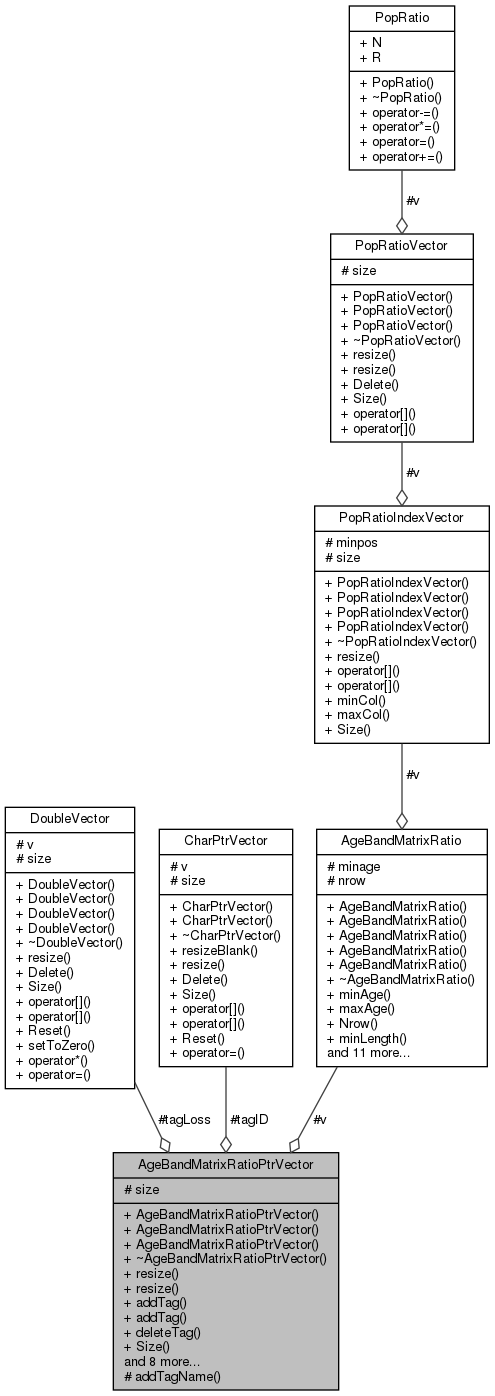 PopRatio
+ N
+ R
+ PopRatio()
+ ~PopRatio()
+ operator-=()
+ operator*=()
+ operator=()
+ operator+=()
#v
PopRatioVector
# size
+ PopRatioVector()
+ PopRatioVector()
+ PopRatioVector()
+ ~PopRatioVector()
+ resize()
+ resize()
+ Delete()
+ Size()
+ operator[]()
+ operator[]()
#v
PopRatioIndexVector
# minpos
# size
+ PopRatioIndexVector()
+ PopRatioIndexVector()
+ PopRatioIndexVector()
+ PopRatioIndexVector()
+ ~PopRatioIndexVector()
+ resize()
+ operator[]()
+ operator[]()
+ minCol()
+ maxCol()
+ Size()
#v
DoubleVector
# v
# size
+ DoubleVector()
+ DoubleVector()
+ DoubleVector()
+ DoubleVector()
+ ~DoubleVector()
+ resize()
+ Delete()
+ Size()
+ operator[]()
+ operator[]()
+ Reset()
+ setToZero()
+ operator*()
+ operator=()
CharPtrVector
# v
# size
+ CharPtrVector()
+ CharPtrVector()
+ ~CharPtrVector()
+ resizeBlank()
+ resize()
+ Delete()
+ Size()
+ operator[]()
+ operator[]()
+ Reset()
+ operator=()
AgeBandMatrixRatio
# minage
# nrow
+ AgeBandMatrixRatio()
+ AgeBandMatrixRatio()
+ AgeBandMatrixRatio()
+ AgeBandMatrixRatio()
+ AgeBandMatrixRatio()
+ ~AgeBandMatrixRatio()
+ minAge()
+ maxAge()
+ Nrow()
+ minLength()
and 11 more...
#tagLoss
#tagID
#v
AgeBandMatrixRatioPtrVector
# size
+ AgeBandMatrixRatioPtrVector()
+ AgeBandMatrixRatioPtrVector()
+ AgeBandMatrixRatioPtrVector()
+ ~AgeBandMatrixRatioPtrVector()
+ resize()
+ resize()
+ addTag()
+ addTag()
+ deleteTag()
+ Size()
and 8 more...
# addTagName()